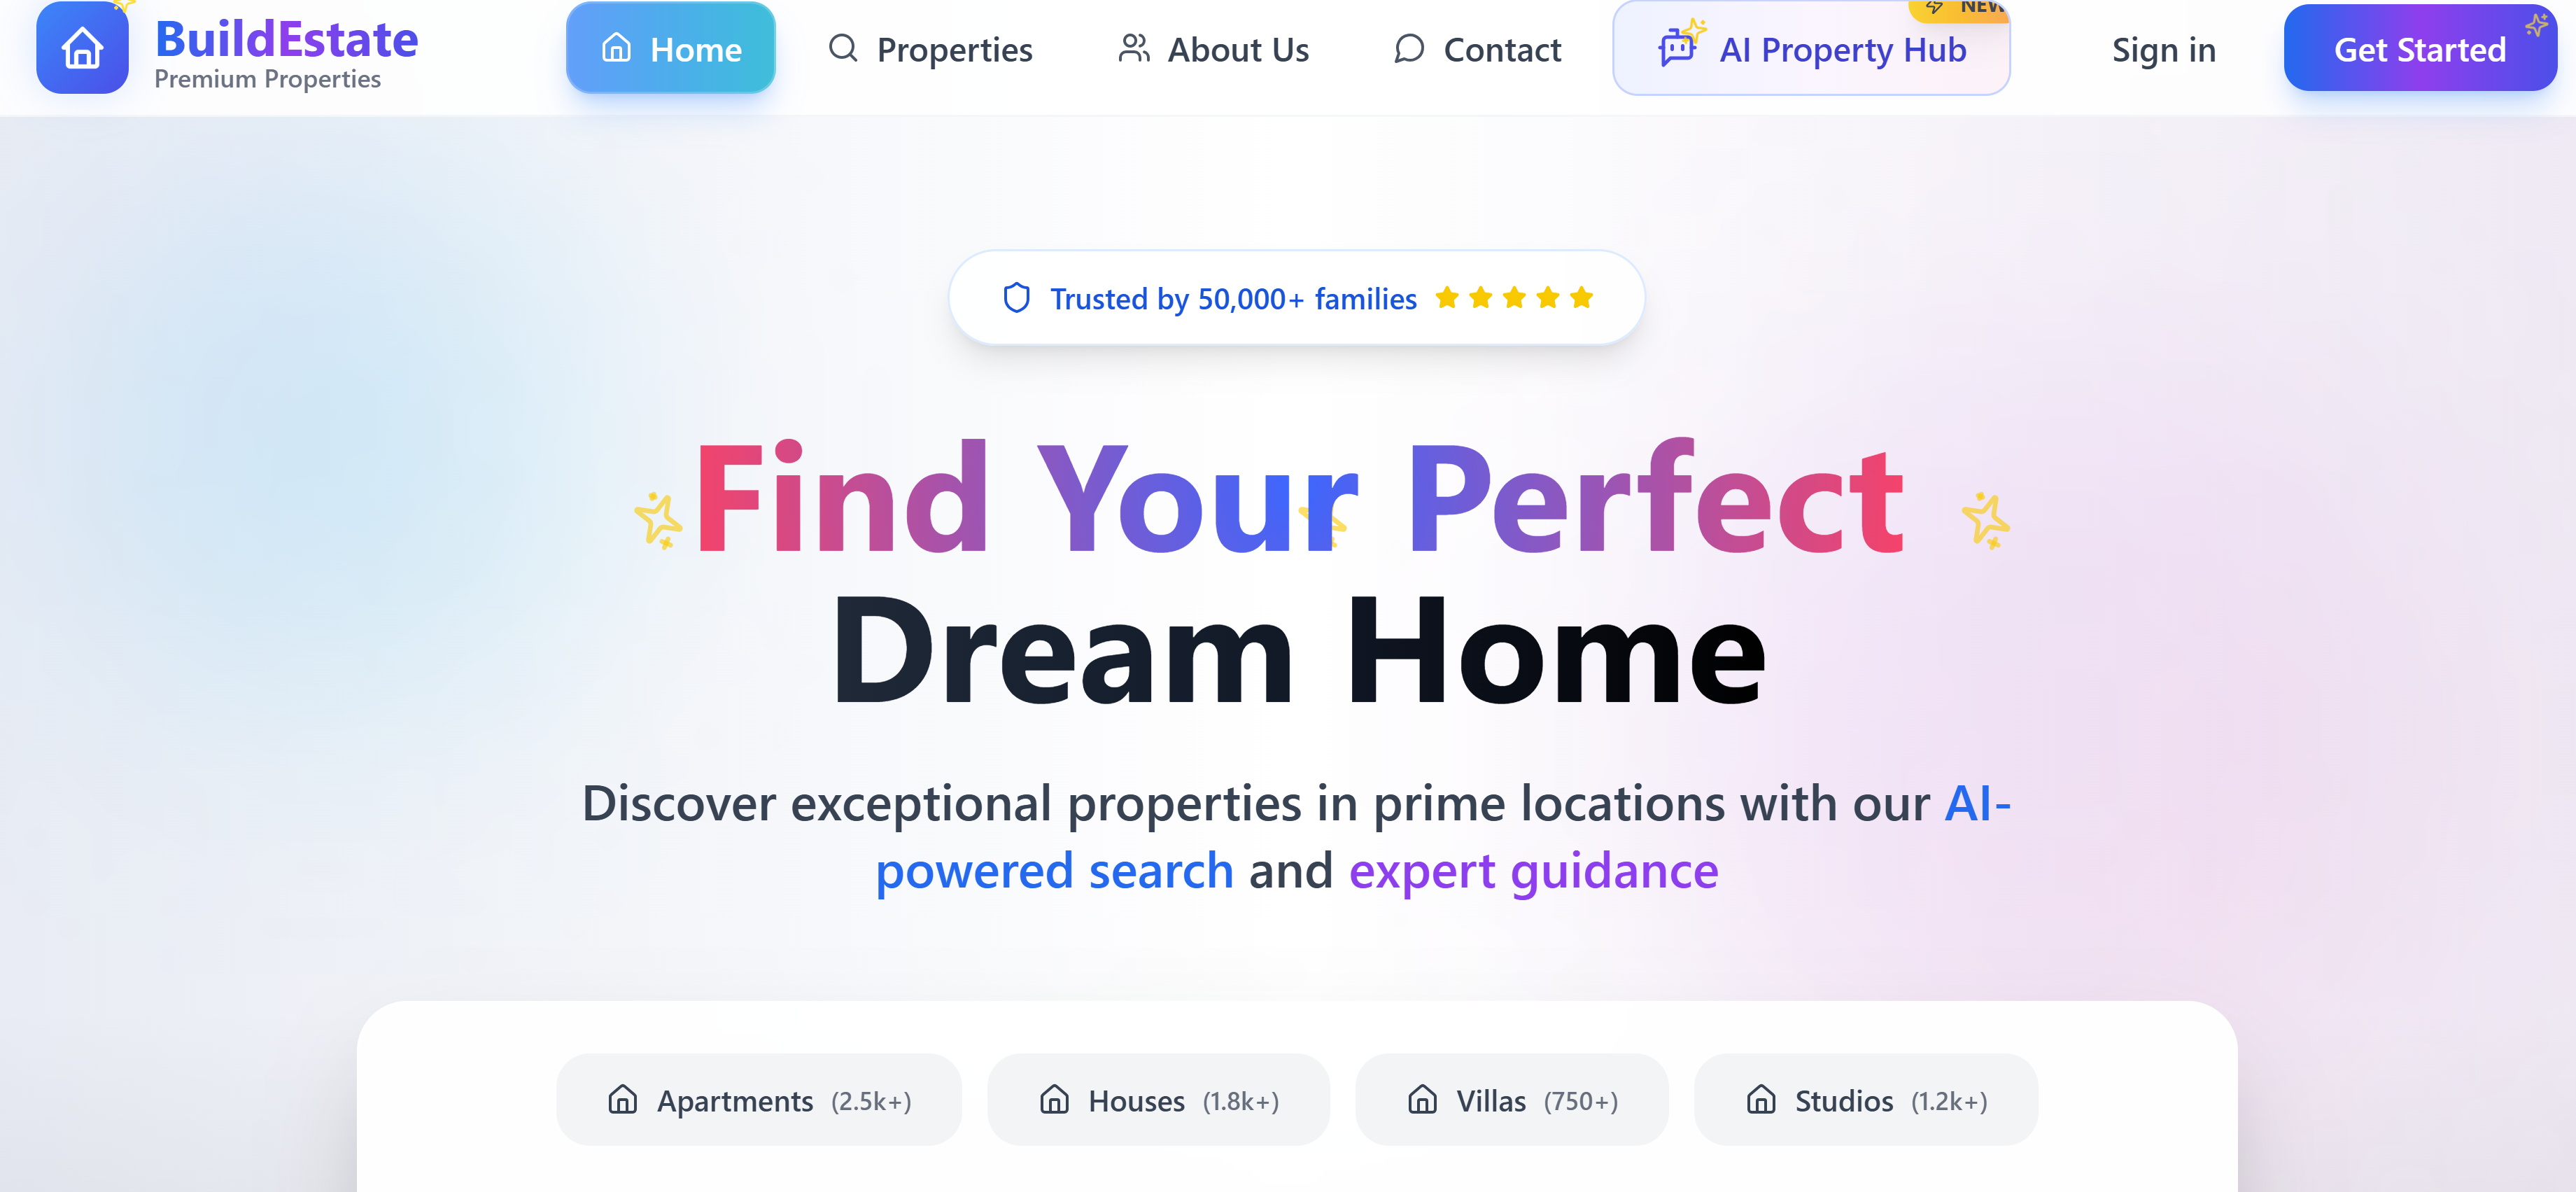 BuildEstate
Premium Properties
Home
Properties
About Us
Contact
AI Property Hub
NEW
Sign in
Get Started
Trusted by 50,000+ families
Find Your Perfect
Dream Home
Discover exceptional properties in prime locations with our AI-
powered search and expert guidance
Apartments (2.5k+)
Houses (1.8k+)
Villas (750+)
Studios (1.2k+)